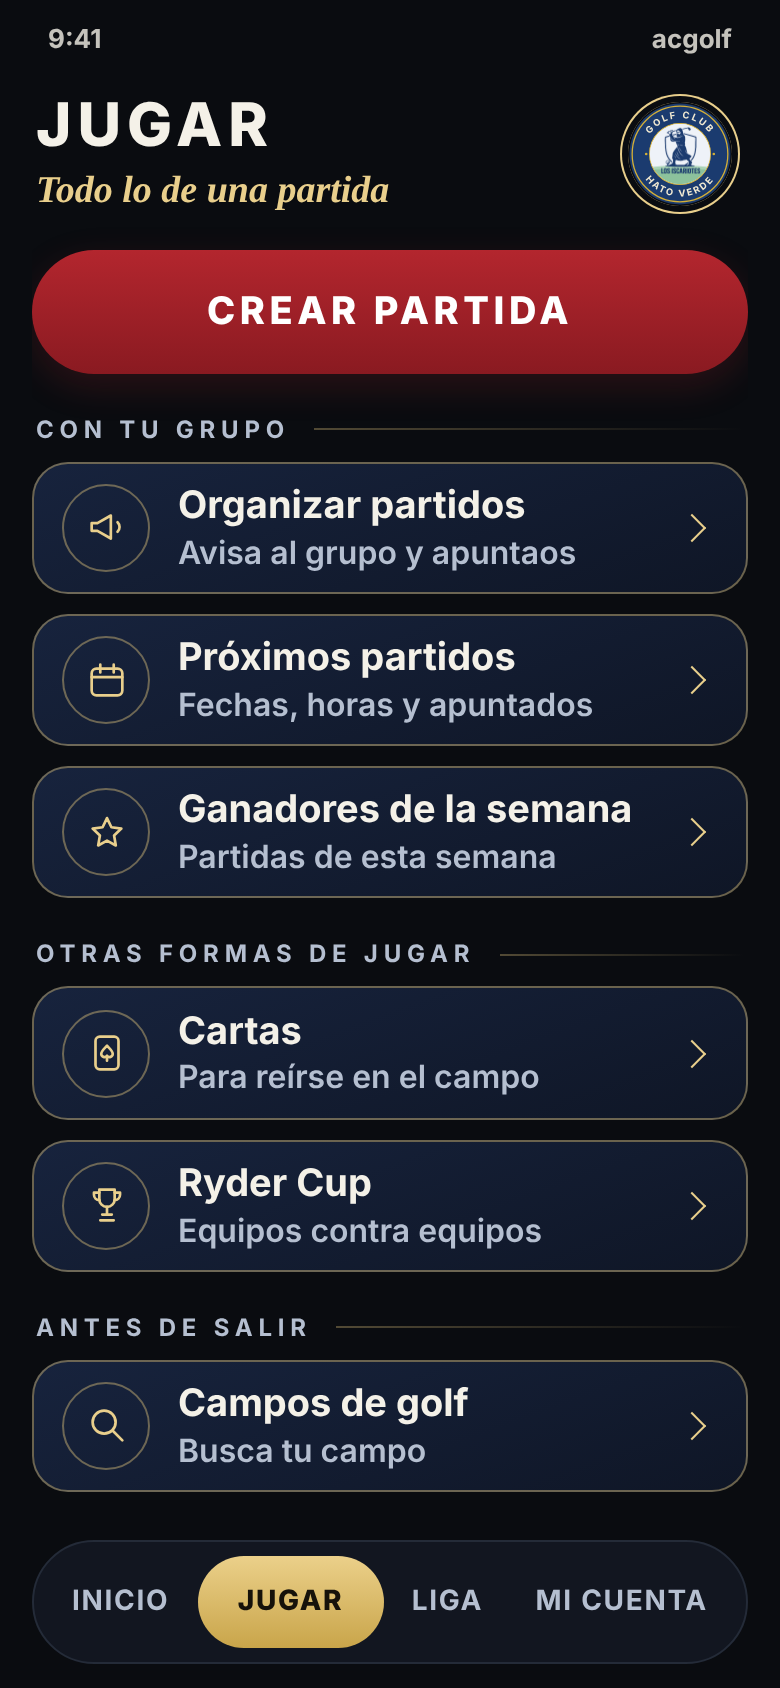 9:41
acgolf
JUGAR
Todo lo de una partida
GOLF CLUB
LOS ISCARIOTES
HATO VERDE
CREAR PARTIDA
CON TU GRUPO
Organizar partidos
Avisa al grupo y apuntaos
Próximos partidos
Fechas, horas y apuntados
Ganadores de la semana
Partidas de esta semana
OTRAS FORMAS DE JUGAR
Cartas
Para reírse en el campo
Ryder Cup
Equipos contra equipos
ANTES DE SALIR
Campos de golf
Busca tu campo
INICIO
JUGAR
LIGA
MI CUENTA